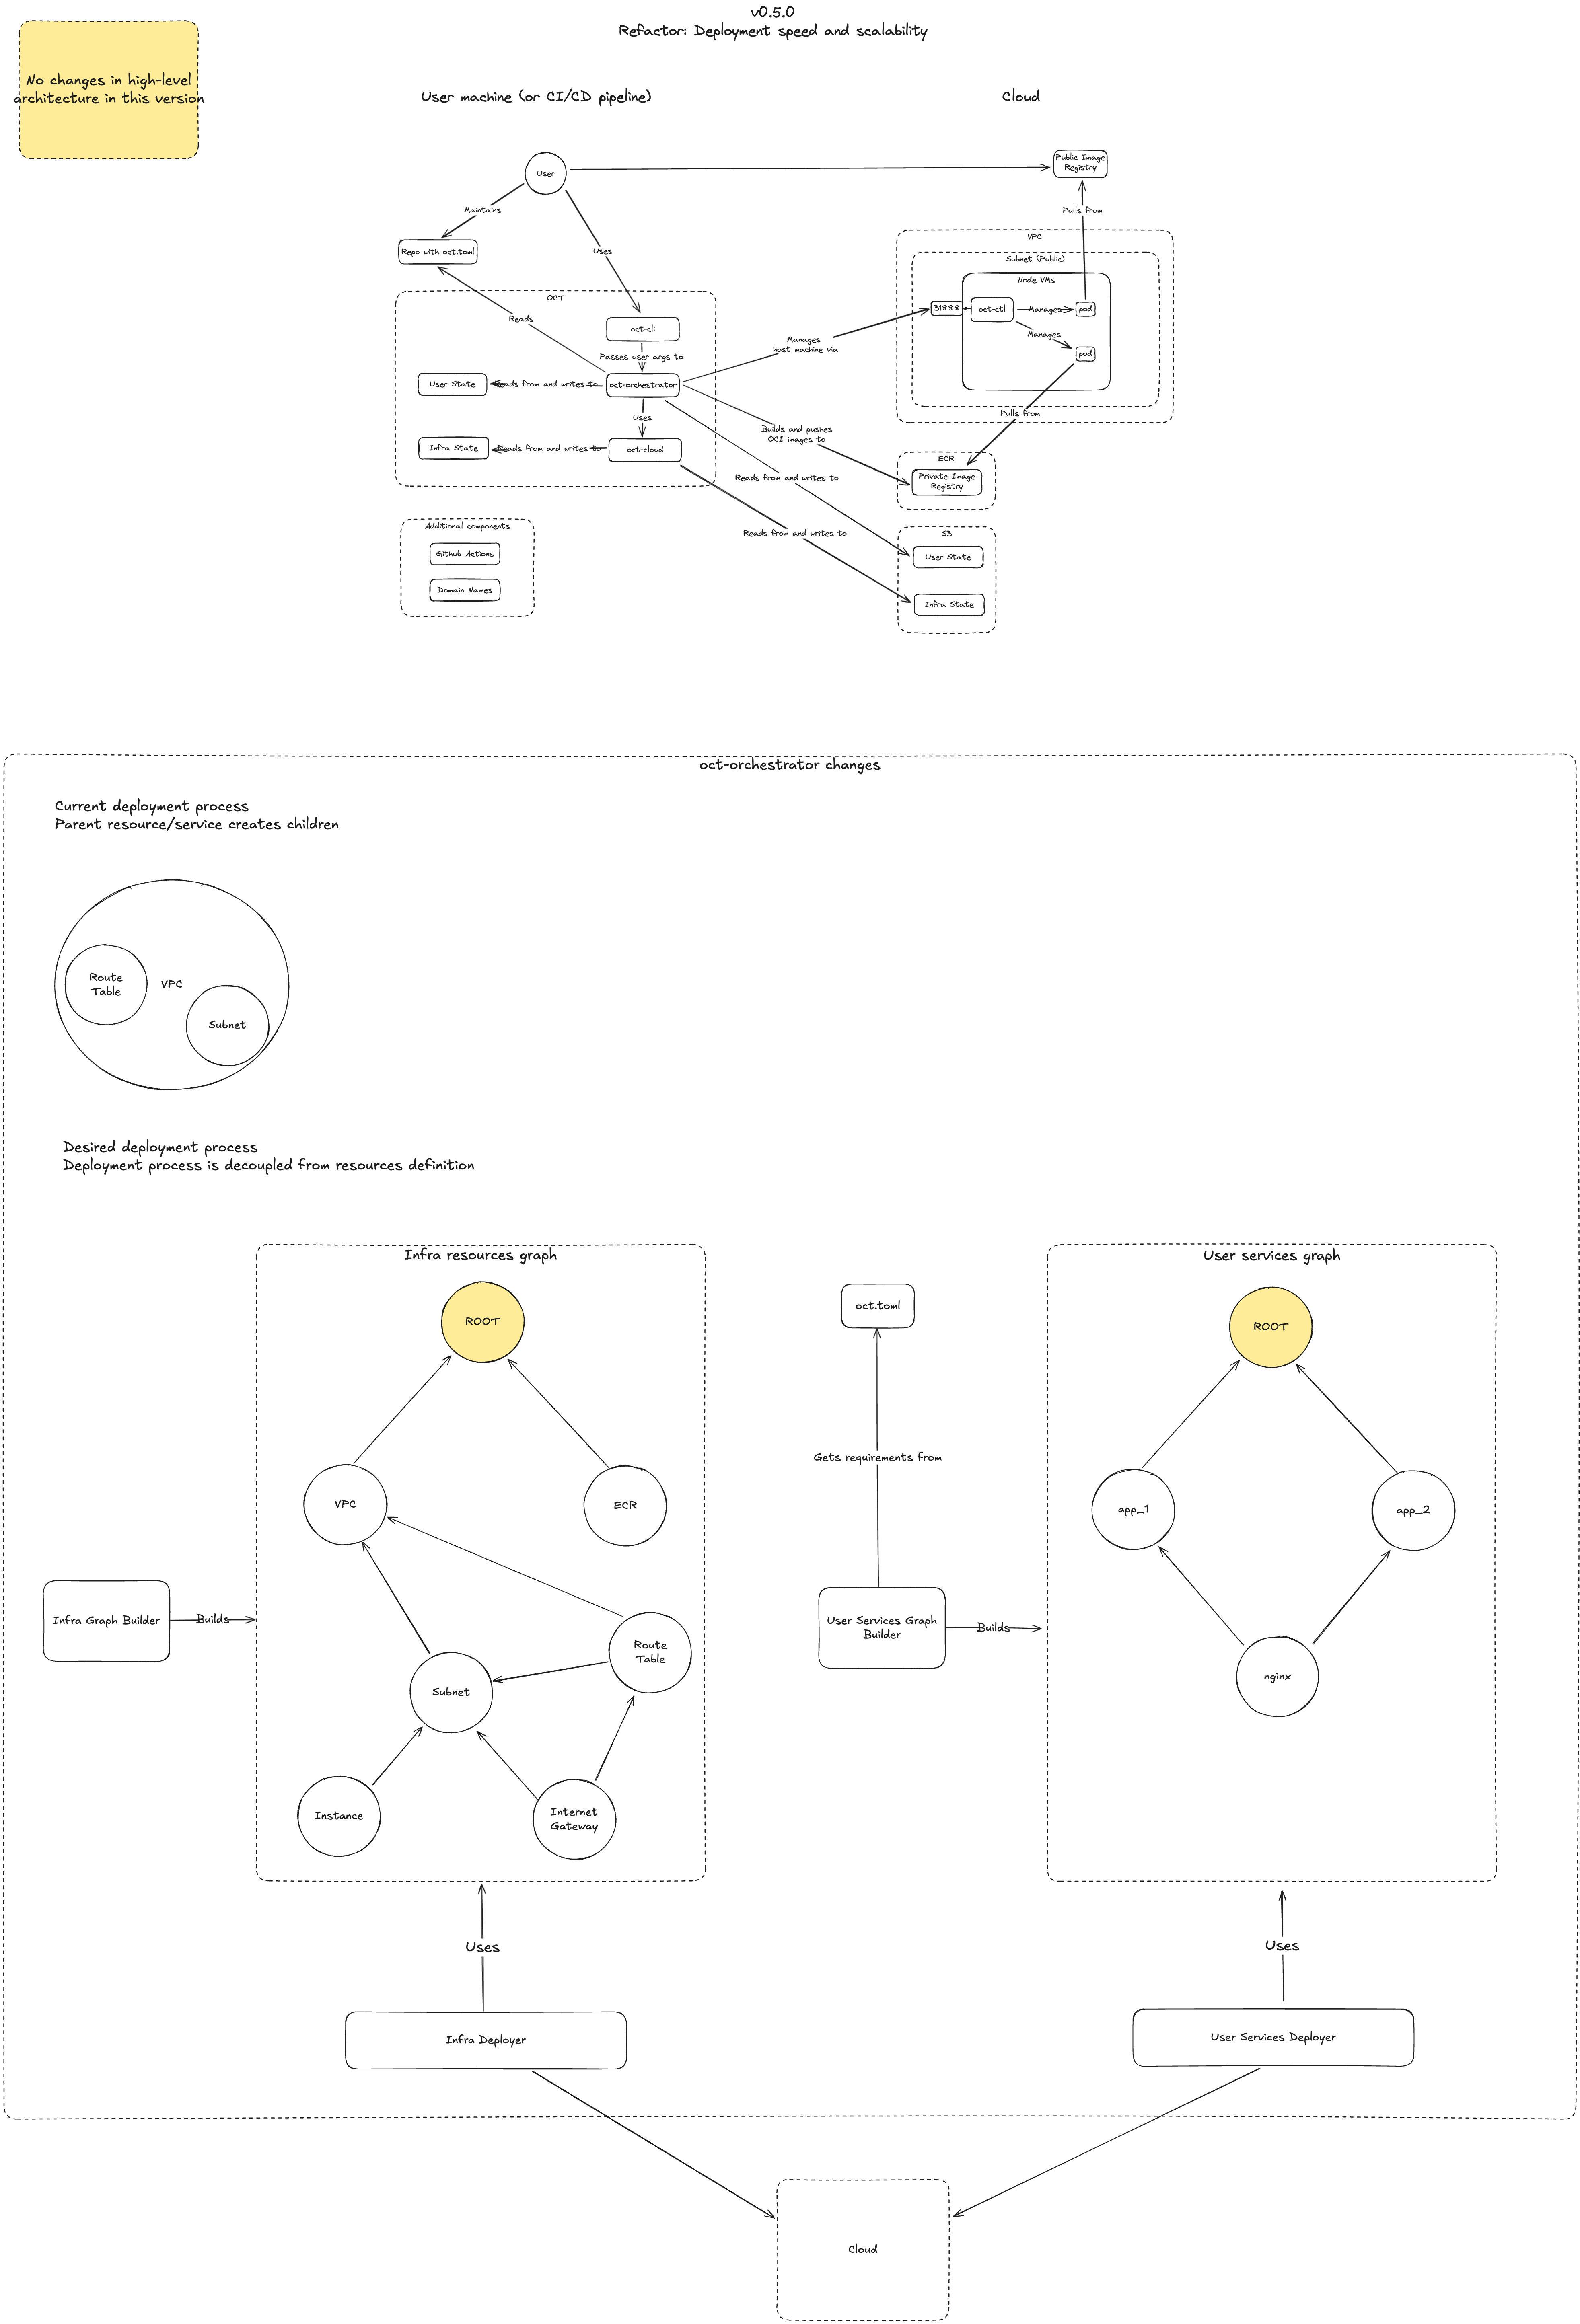 v0.5.0
Refactor: Deployment speed and scalability
No changes in high-level
architecture in this version
User machine (or CI/CD pipeline)
Cloud
User
Public Image
Registry
Maintains
Pulls from
Repo with oct.toml
Uses
VPC
Subnet (Public)
Node VMs
OCT
31888
oct-ctl
Manages
pod
Reads
oct-cli
Manages
host machine via
Manages
pod
Passes user args to
User State
Reads from and writes to
oct-orchestrator
Uses
Builds and pushes
OCI images to
Pulls from
Infra State
Reads from and writes to
oct-cloud
ECR
Private Image
Registry
Reads from and writes to
Additional components
Github Actions
Domain Names
Reads from and writes to
S3
User State
Infra State
oct-orchestrator changes
Current deployment process
Parent resource/service creates children
Route
Table
VPC
Subnet
Desired deployment process
Deployment process is decoupled from resources definition
Infra resources graph
ROOT
VPC
ECR
Infra Graph Builder
Builds
Route
Table
Subnet
Instance
Internet
Gateway
Uses
Infra Deployer
oct.toml
Gets requirements from
User Services Graph
Builder
Builds
User services graph
ROOT
app_1
app_2
nginx
Uses
User Services Deployer
Cloud